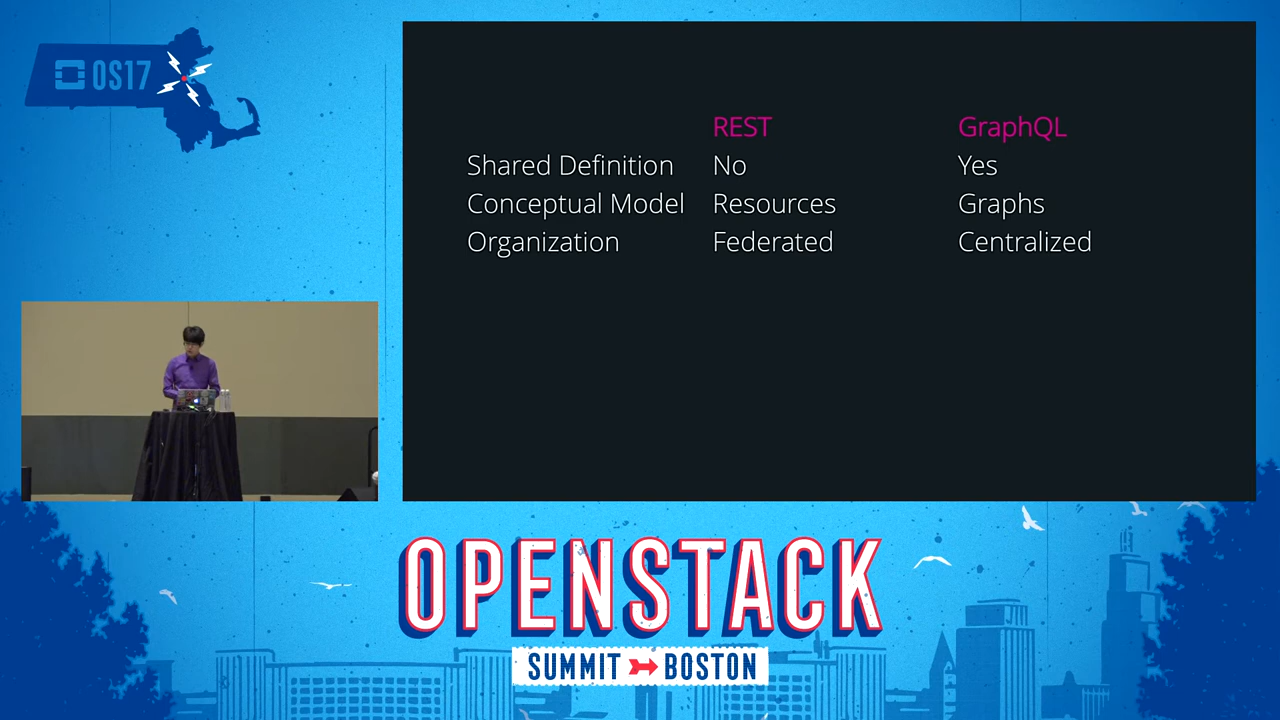 OS17
REST GraphQL
Shared Definition No Yes
Conceptual Model Resources Graphs
Organization Federated Centralized
OPENSTACK
SUMMIT BOSTON